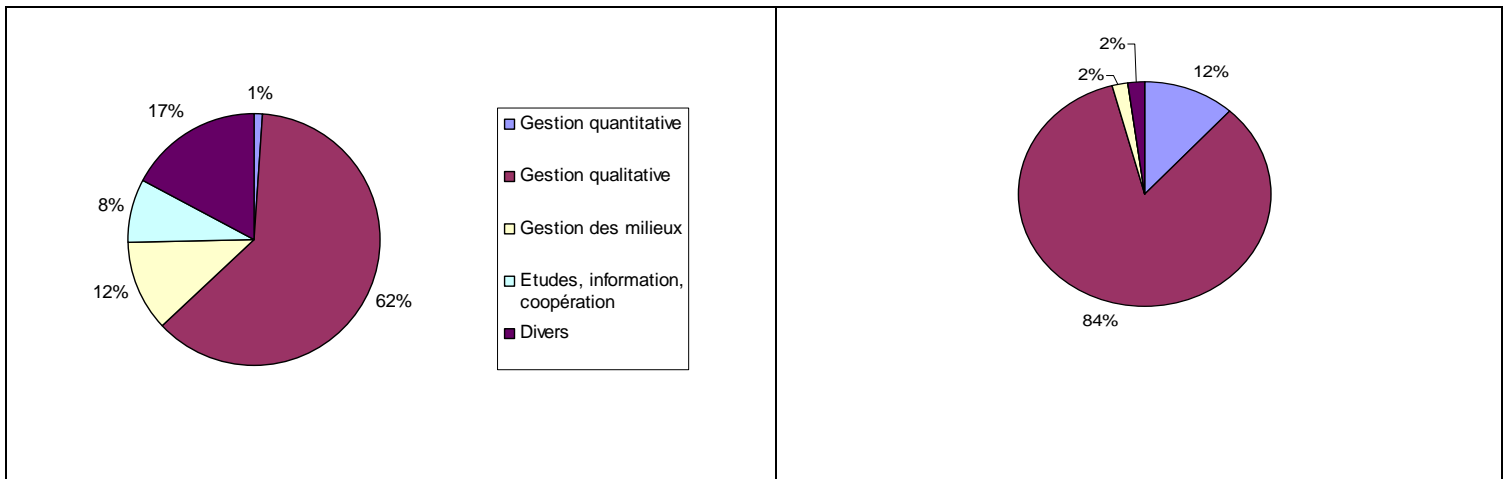 1%
17%
8%
12%
62%
Gestion quantitative
Gestion qualitative
Gestion des milieux
Etudes, information,
coopération
Divers
2%
2%
12%
84%